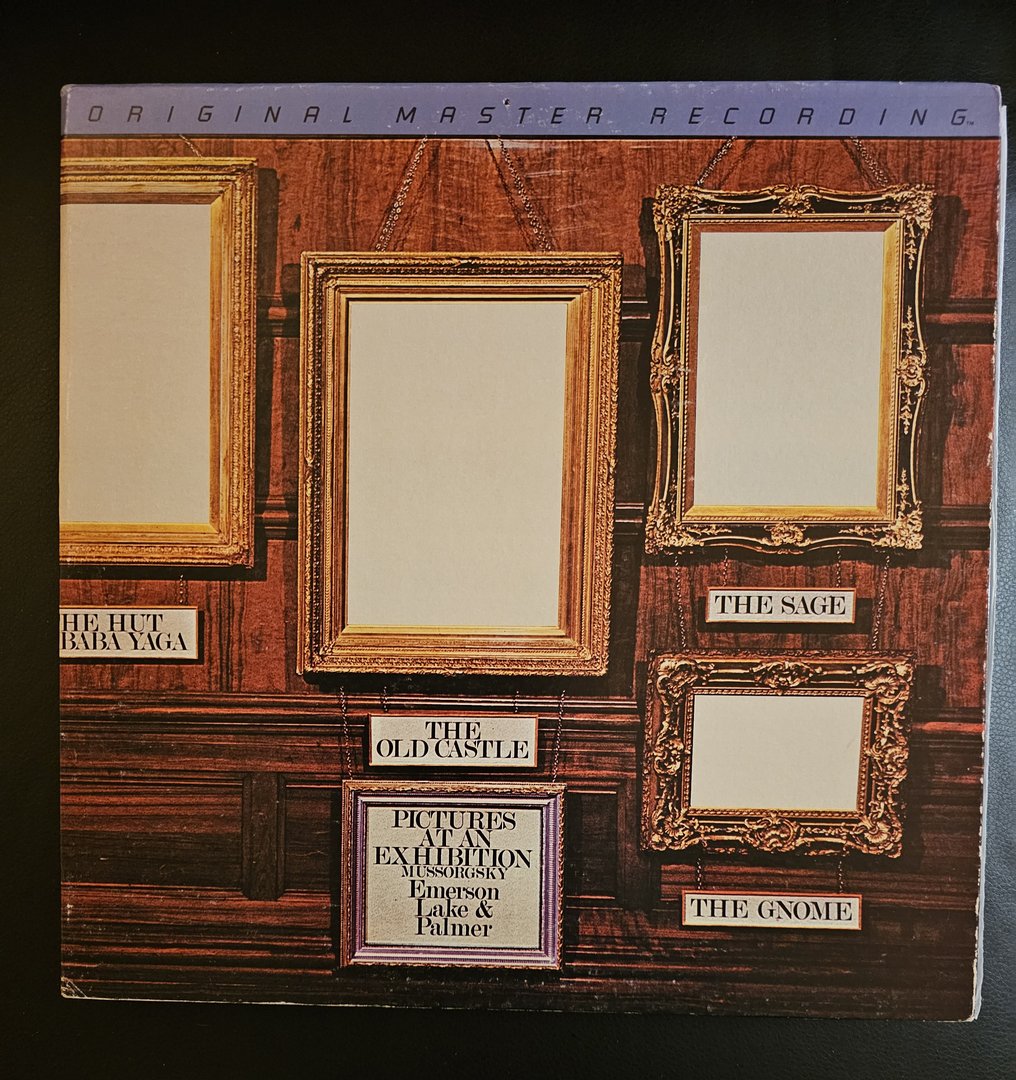 ORIGINAL MASTER RECORDING™
HE HUT
BABA YAGA
THE
OLD CASTLE
THE SAGE
PICTURES
AT AN
EXHIBITION
MUSSORGSKY
Emerson
Lake &
Palmer
THE GNOME